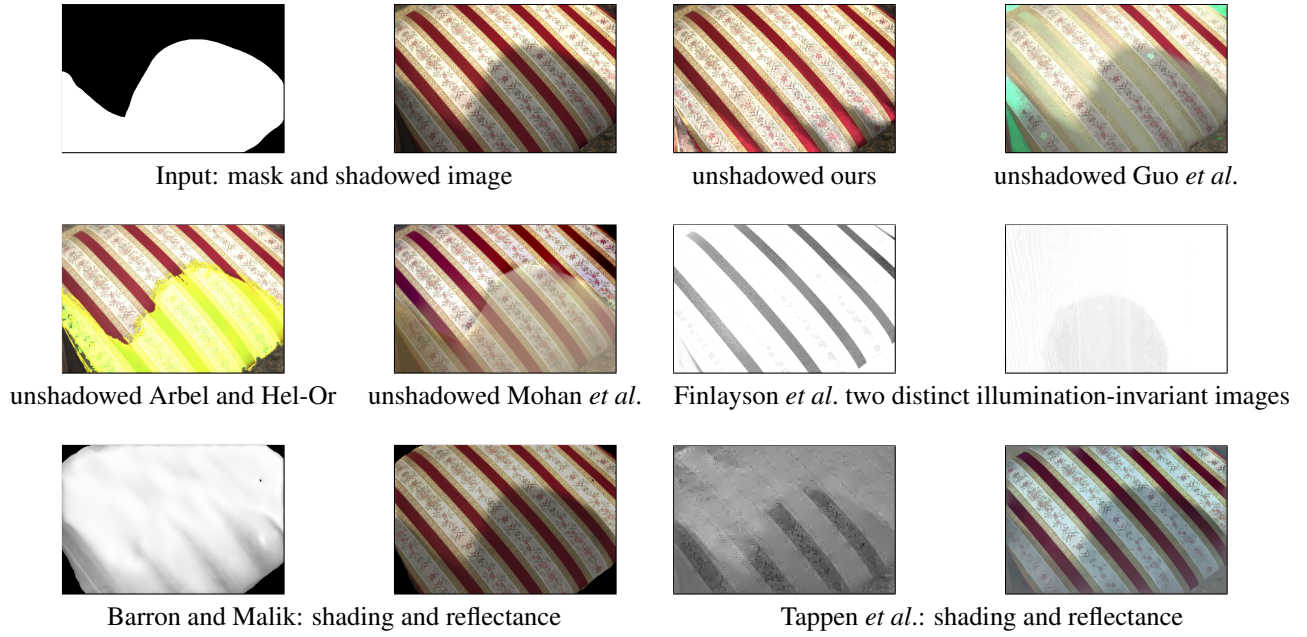 Input: mask and shadowed image
unshadowed ours
unshadowed Guo et al.
unshadowed Arbel and Hel-Or
unshadowed Mohan et al.
Finlayson et al. two distinct illumination-invariant images
Barron and Malik: shading and reflectance
Tappen et al.: shading and reflectance